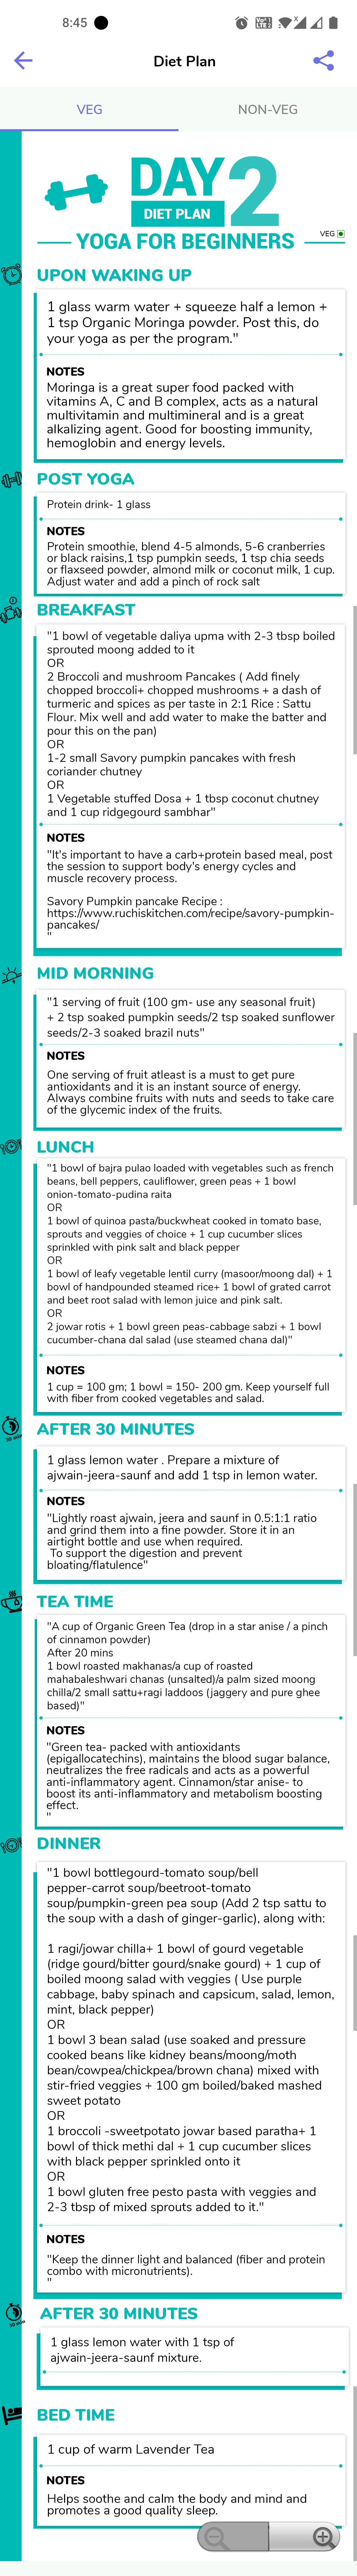 8:45
Diet Plan
VEG
NON-VEG
DAY 2
DIET PLAN
VEG
YOGA FOR BEGINNERS
UPON WAKING UP
1 glass warm water + squeeze half a lemon +
1 tsp Organic Moringa powder. Post this, do
your yoga as per the program."
NOTES
Moringa is a great super food packed with
vitamins A, C and B complex, acts as a natural
multivitamin and multimineral and is a great
alkalizing agent. Good for boosting immunity,
hemoglobin and energy levels.
POST YOGA
Protein drink- 1 glass
NOTES
Protein smoothie, blend 4-5 almonds, 5-6 cranberries
or black raisins,1 tsp pumpkin seeds, 1 tsp chia seeds
or flaxseed powder, almond milk or coconut milk, 1 cup.
Adjust water and add a pinch of rock salt
BREAKFAST
"1 bowl of vegetable daliya upma with 2-3 tbsp boiled
sprouted moong added to it
OR
2 Broccoli and mushroom Pancakes ( Add finely
chopped broccoli+ chopped mushrooms + a dash of
turmeric and spices as per taste in 2:1 Rice : Sattu
Flour. Mix well and add water to make the batter and
pour this on the pan)
OR
1-2 small Savory pumpkin pancakes with fresh
coriander chutney
OR
1 Vegetable stuffed Dosa + 1 tbsp coconut chutney
and 1 cup ridgegourd sambhar"
NOTES
"It's important to have a carb+protein based meal, post
the session to support body's energy cycles and
muscle recovery process.
Savory Pumpkin pancake Recipe :
https://www.ruchiskitchen.com/recipe/savory-pumpkin-
pancakes/
"
MID MORNING
"1 serving of fruit (100 gm- use any seasonal fruit)
+ 2 tsp soaked pumpkin seeds/2 tsp soaked sunflower
seeds/2-3 soaked brazil nuts"
NOTES
One serving of fruit atleast is a must to get pure
antioxidants and it is an instant source of energy.
Always combine fruits with nuts and seeds to take care
of the glycemic index of the fruits.
LUNCH
"1 bowl of bajra pulao loaded with vegetables such as french
beans, bell peppers, cauliflower, green peas + 1 bowl
onion-tomato-pudina raita
OR
1 bowl of quinoa pasta/buckwheat cooked in tomato base,
sprouts and veggies of choice + 1 cup cucumber slices
sprinkled with pink salt and black pepper
OR
1 bowl of leafy vegetable lentil curry (masoor/moong dal) + 1
bowl of handpounded steamed rice+ 1 bowl of grated carrot
and beet root salad with lemon juice and pink salt.
OR
2 jowar rotis + 1 bowl green peas-cabbage sabzi + 1 bowl
cucumber-chana dal salad (use steamed chana dal)"
NOTES
1 cup = 100 gm; 1 bowl = 150- 200 gm. Keep yourself full
with fiber from cooked vegetables and salad.
30 min
AFTER 30 MINUTES
1 glass lemon water . Prepare a mixture of
ajwain-jeera-saunf and add 1 tsp in lemon water.
NOTES
"Lightly roast ajwain, jeera and saunf in 0.5:1:1 ratio
and grind them into a fine powder. Store it in an
airtight bottle and use when required.
To support the digestion and prevent
bloating/flatulence"
TEA TIME
"A cup of Organic Green Tea (drop in a star anise / a pinch
of cinnamon powder)
After 20 mins
1 bowl roasted makhanas/a cup of roasted
mahabaleshwari chanas (unsalted)/a palm sized moong
chilla/2 small sattu+ragi laddoos (jaggery and pure ghee
based)"
NOTES
"Green tea- packed with antioxidants
(epigallocatechins), maintains the blood sugar balance,
neutralizes the free radicals and acts as a powerful
anti-inflammatory agent. Cinnamon/star anise- to
boost its anti-inflammatory and metabolism boosting
effect.
"
DINNER
"1 bowl bottlegourd-tomato soup/bell
pepper-carrot soup/beetroot-tomato
soup/pumpkin-green pea soup (Add 2 tsp sattu to
the soup with a dash of ginger-garlic), along with:
1 ragi/jowar chilla+ 1 bowl of gourd vegetable
(ridge gourd/bitter gourd/snake gourd) + 1 cup of
boiled moong salad with veggies ( Use purple
cabbage, baby spinach and capsicum, salad, lemon,
mint, black pepper)
OR
1 bowl 3 bean salad (use soaked and pressure
cooked beans like kidney beans/moong/moth
bean/cowpea/chickpea/brown chana) mixed with
stir-fried veggies + 100 gm boiled/baked mashed
sweet potato
OR
1 broccoli -sweetpotato jowar based paratha+ 1
bowl of thick methi dal + 1 cup cucumber slices
with black pepper sprinkled onto it
OR
1 bowl gluten free pesto pasta with veggies and
2-3 tbsp of mixed sprouts added to it."
NOTES
"Keep the dinner light and balanced (fiber and protein
combo with micronutrients).
"
30 min
AFTER 30 MINUTES
1 glass lemon water with 1 tsp of
ajwain-jeera-saunf mixture.
BED TIME
1 cup of warm Lavender Tea
NOTES
Helps soothe and calm the body and mind and
promotes a good quality sleep.